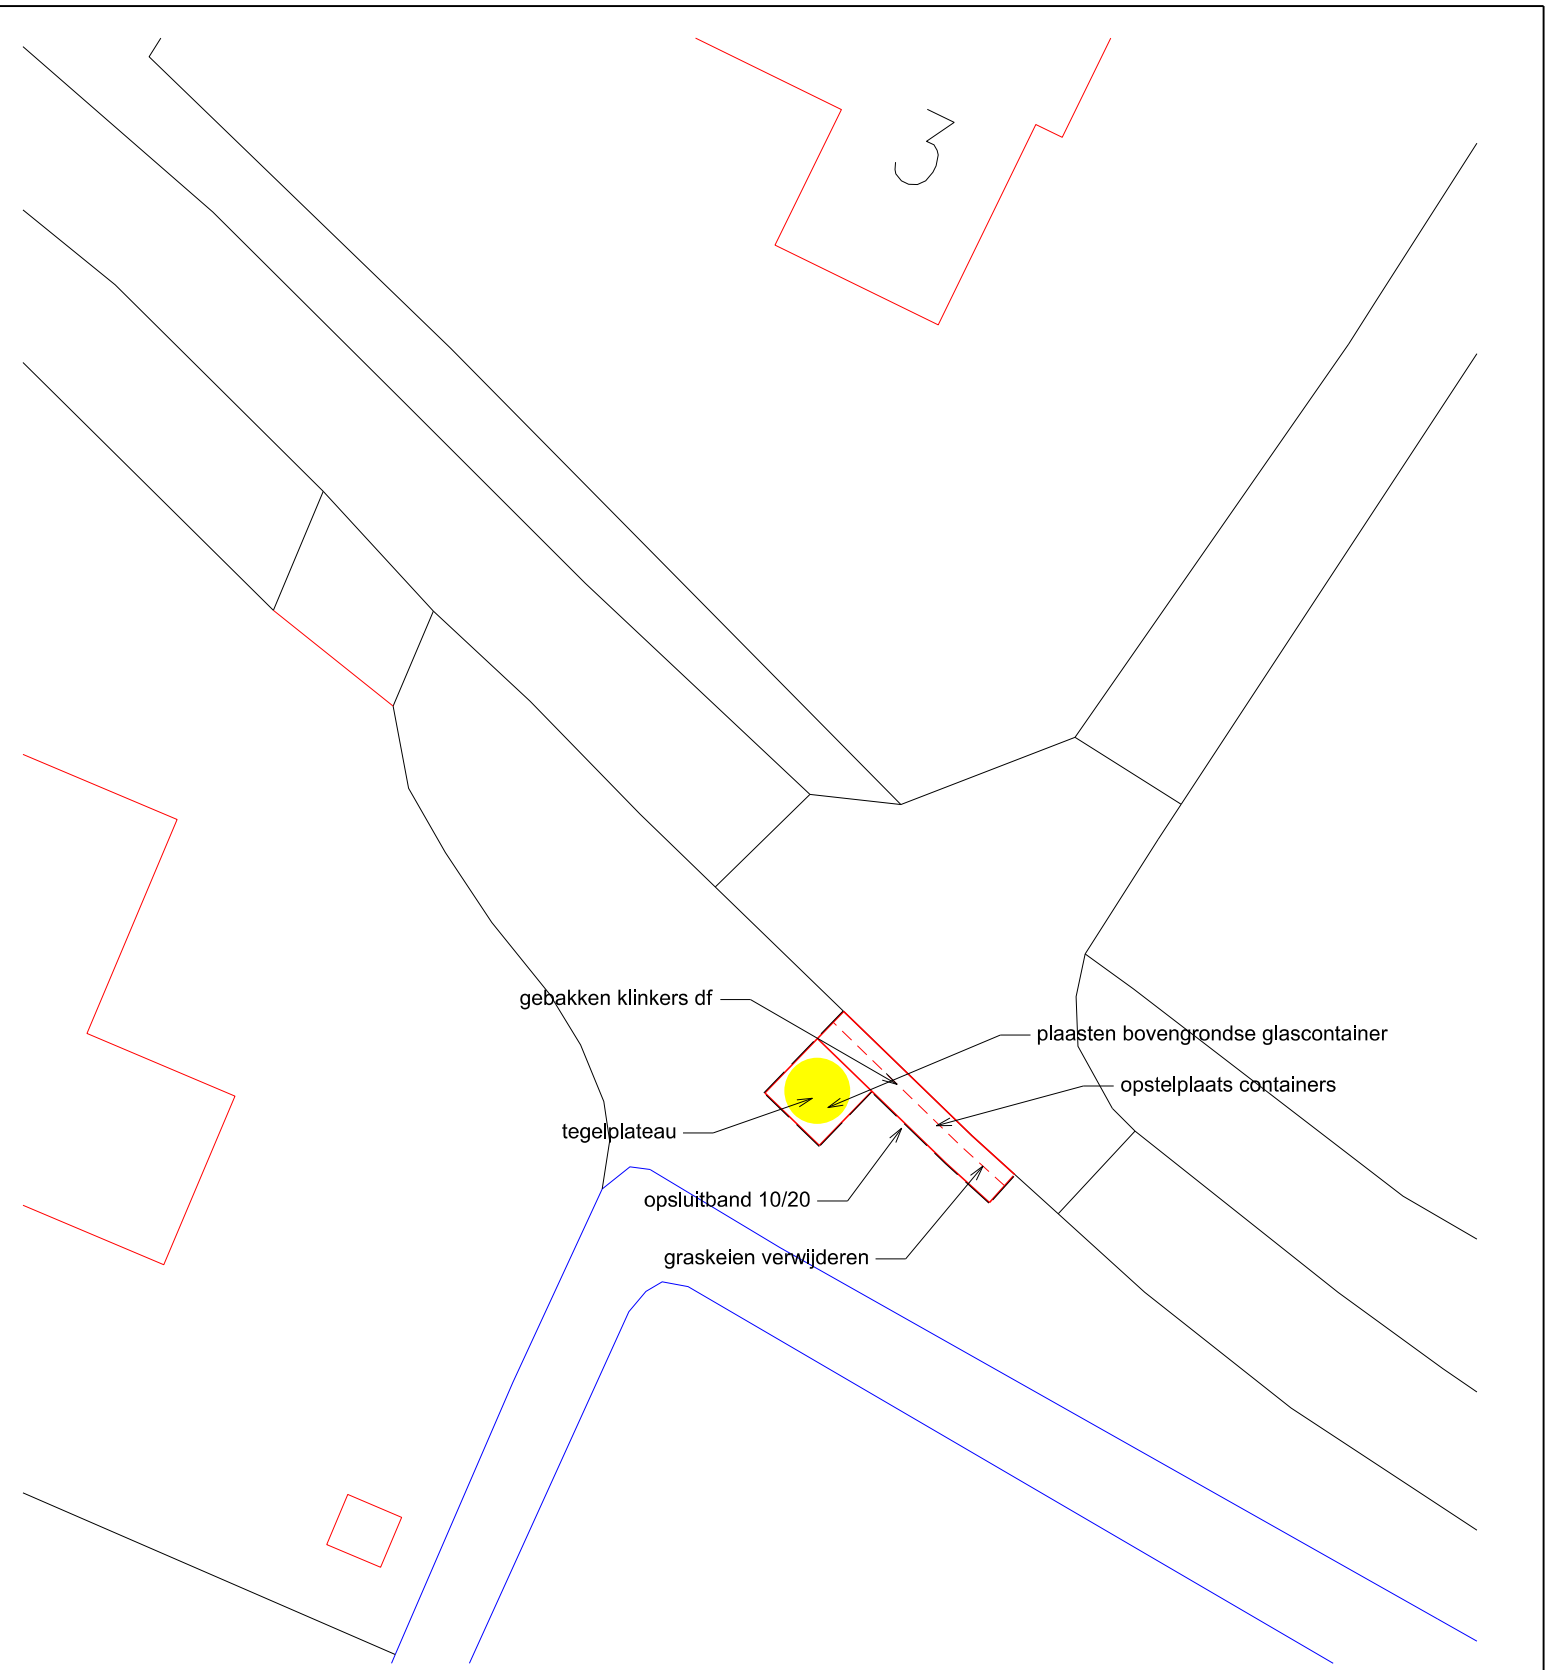 3
gebakken klinkers df
plaasten bovengrondse glascontainer
opstelplaats containers
tegelplateau
opsluitband 10/20
graskeien verwijderen